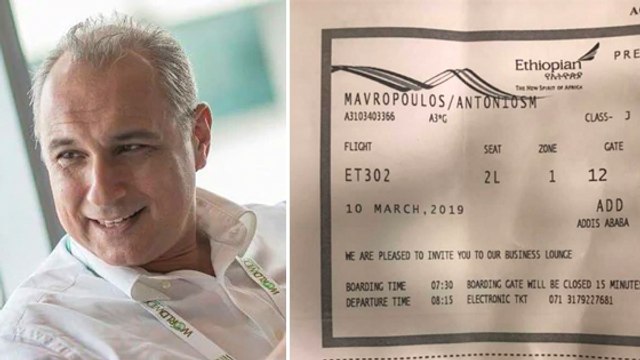 A
Ethiopian
የኢትዮጵያ
THE NEW SPIRIT OF AFRICA
PRE
MAVROPOULOS/ANTONIOSM
A3103403366 A3*G CLASS- J
FLIGHT SEAT ZONE GATE
ET302 2L 1 12
10 MARCH,2019 ADD
ADDIS ABABA
WE ARE PLEASED TO INVITE YOU TO OUR BUSINESS LOUNGE
BOARDING TIME 07:30 BOARDING GATE WILL BE CLOSED 15 MINUTES
DEPARTURE TIME 08:15 ELECTRONIC TKT 071 3179227681